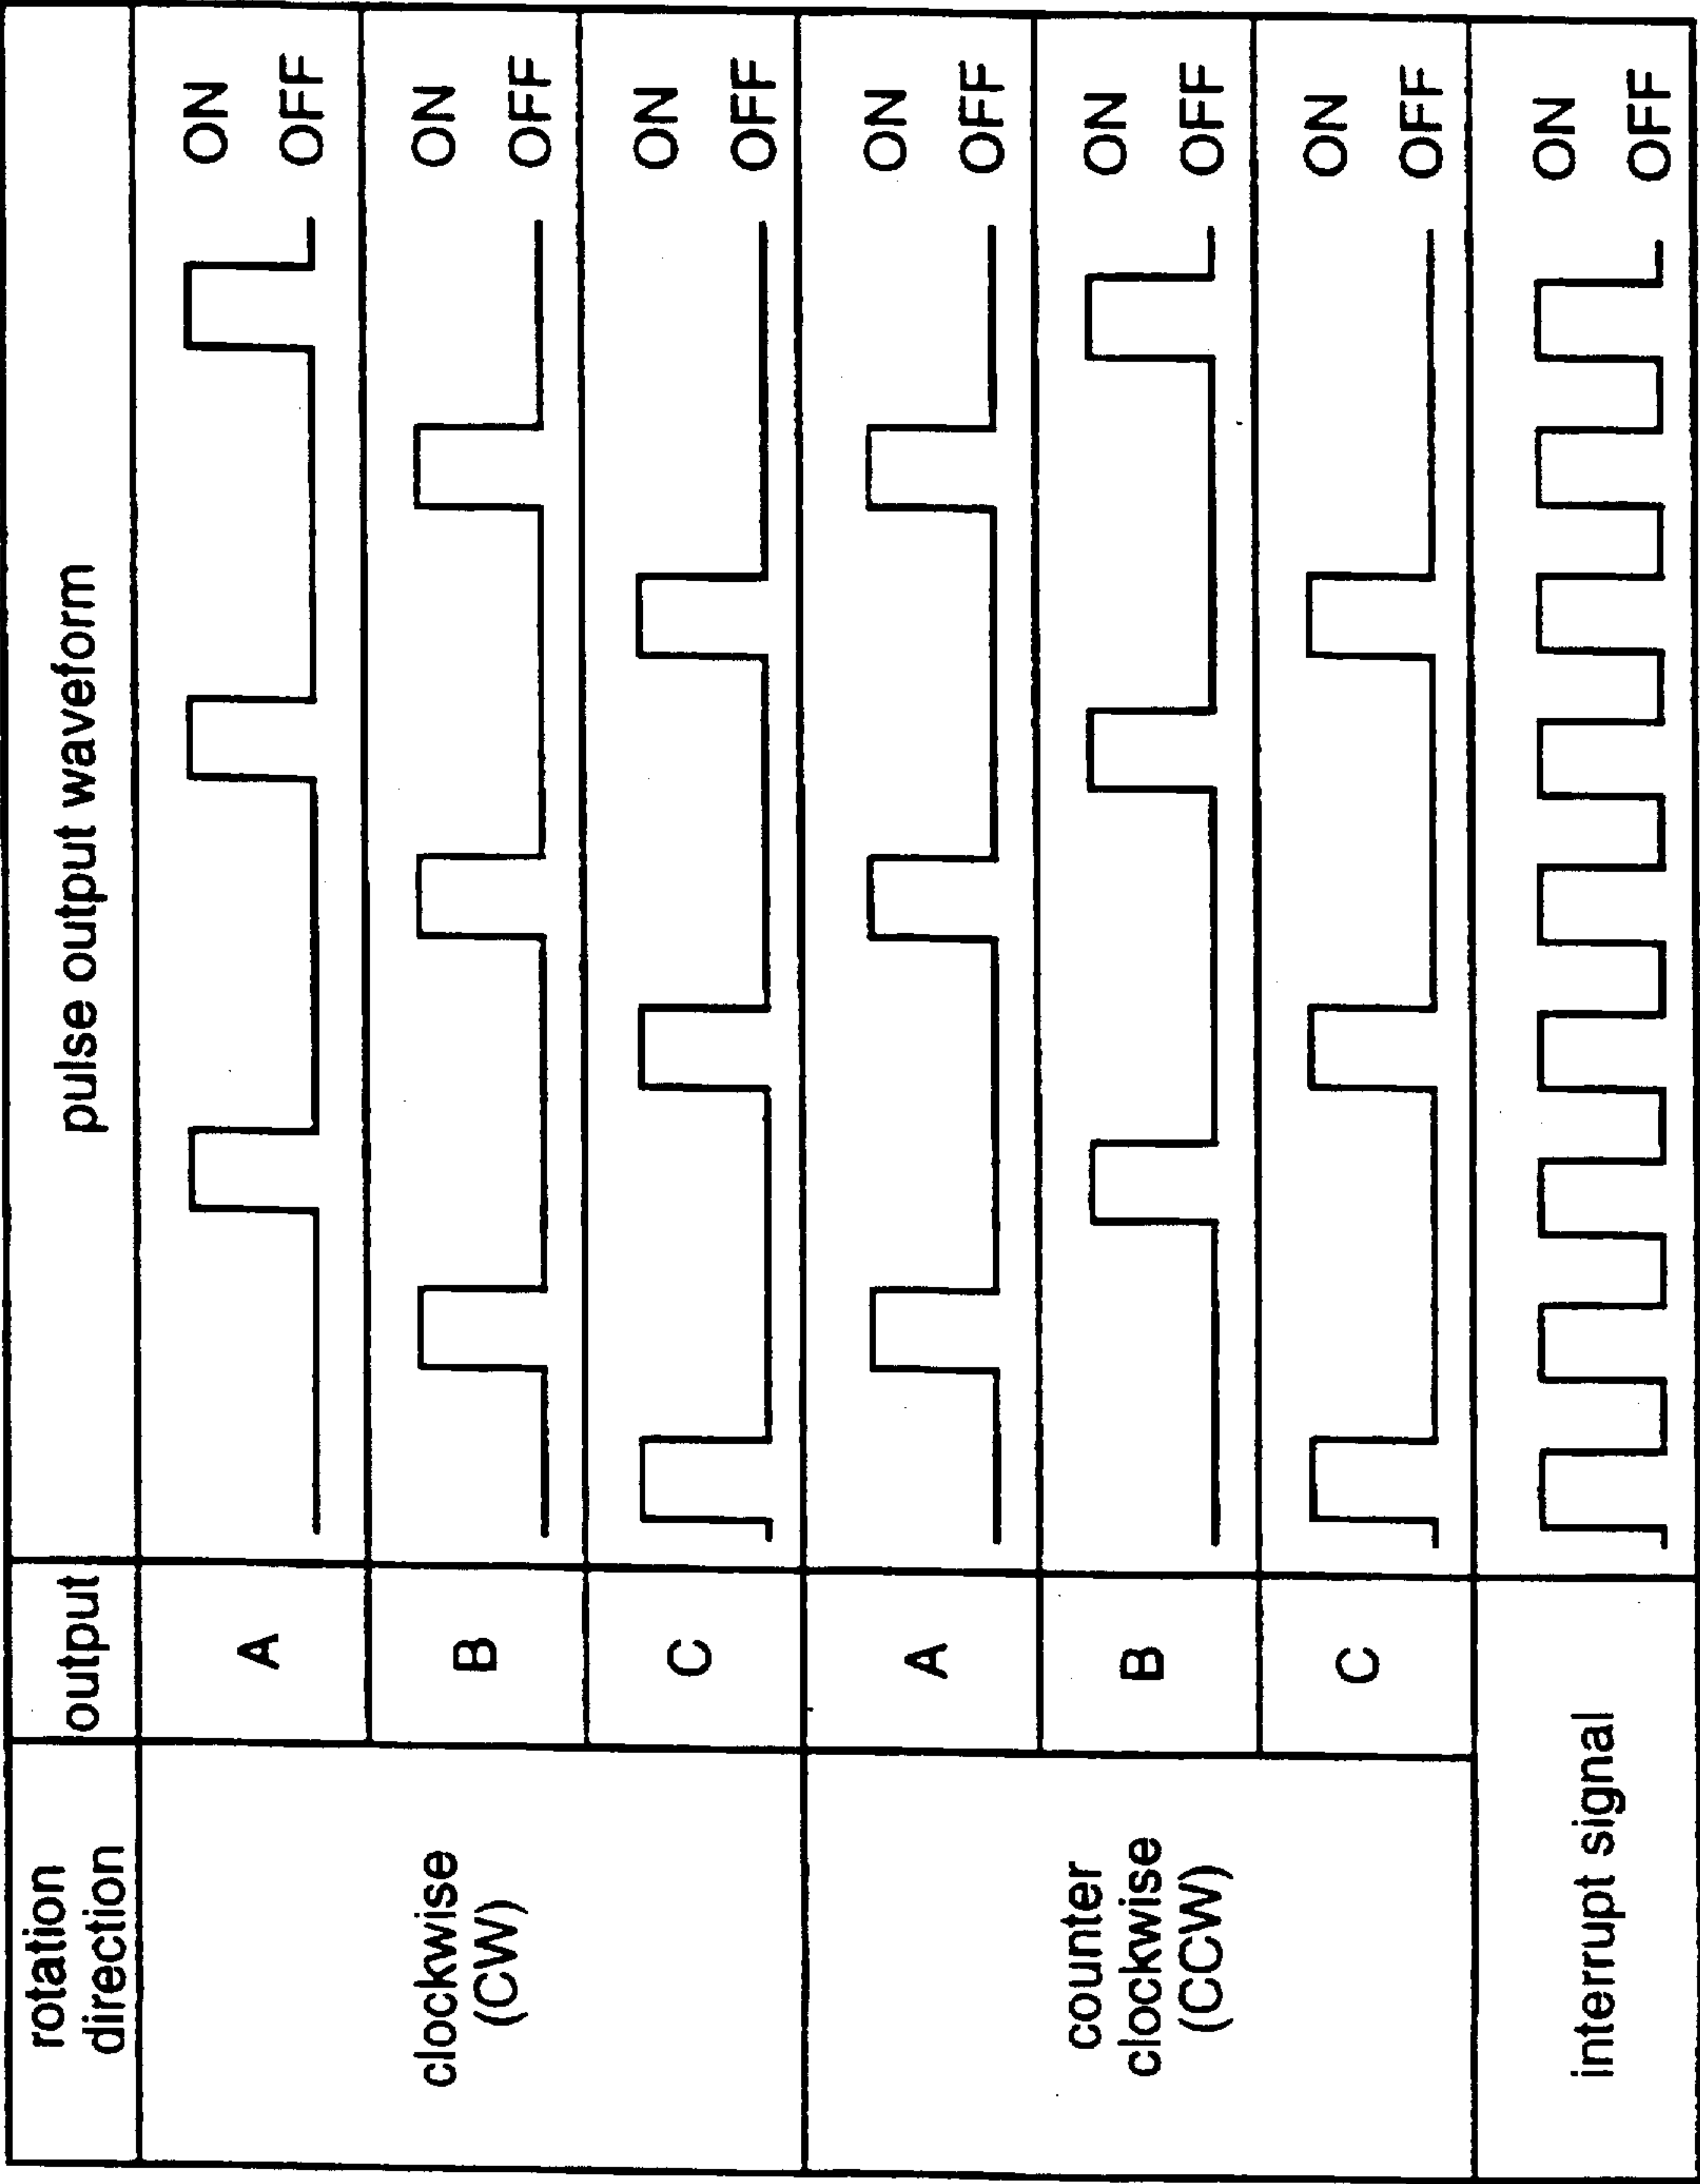 rotation
direction
output
pulse output waveform
clockwise
(CW)
A
ON
OFF
B
ON
OFF
C
ON
OFF
counter
clockwise
(CCW)
A
ON
OFF
B
ON
OFF
C
ON
OFF
interrupt signal
ON
OFF